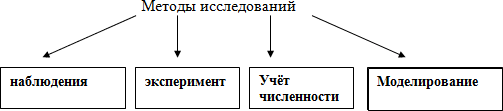 Методы исследований
наблюдения
эксперимент
Учёт
численности
Моделирование